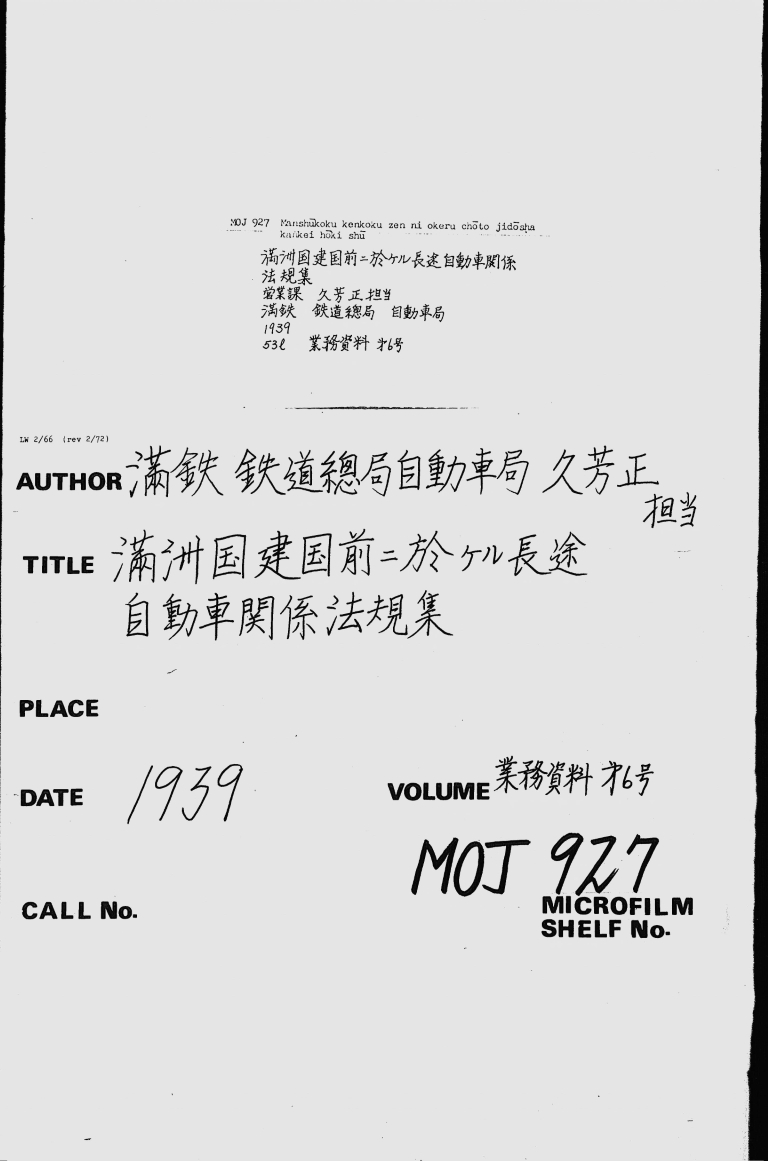 MOJ 927 Manshūkoku kenkoku zen ni okeru chōto jidōsha
kankei hōki shū
満洲国建国前ニ於ケル長途自動車関係
法規集
営業課 久芳正担当
満鉄 鉄道總局 自動車局
1939
53ℓ 業務資料 才6号
LW 2/66 (rev 2/72)
AUTHOR 満鉄 鉄道總局自動車局 久芳正
担当
TITLE 満洲国建国前ニ於ケル長途
自動車関係法規集
PLACE
DATE 1939
VOLUME 業務資料 才6号
MOJ 927
CALL No.
MICROFILM
SHELF No.